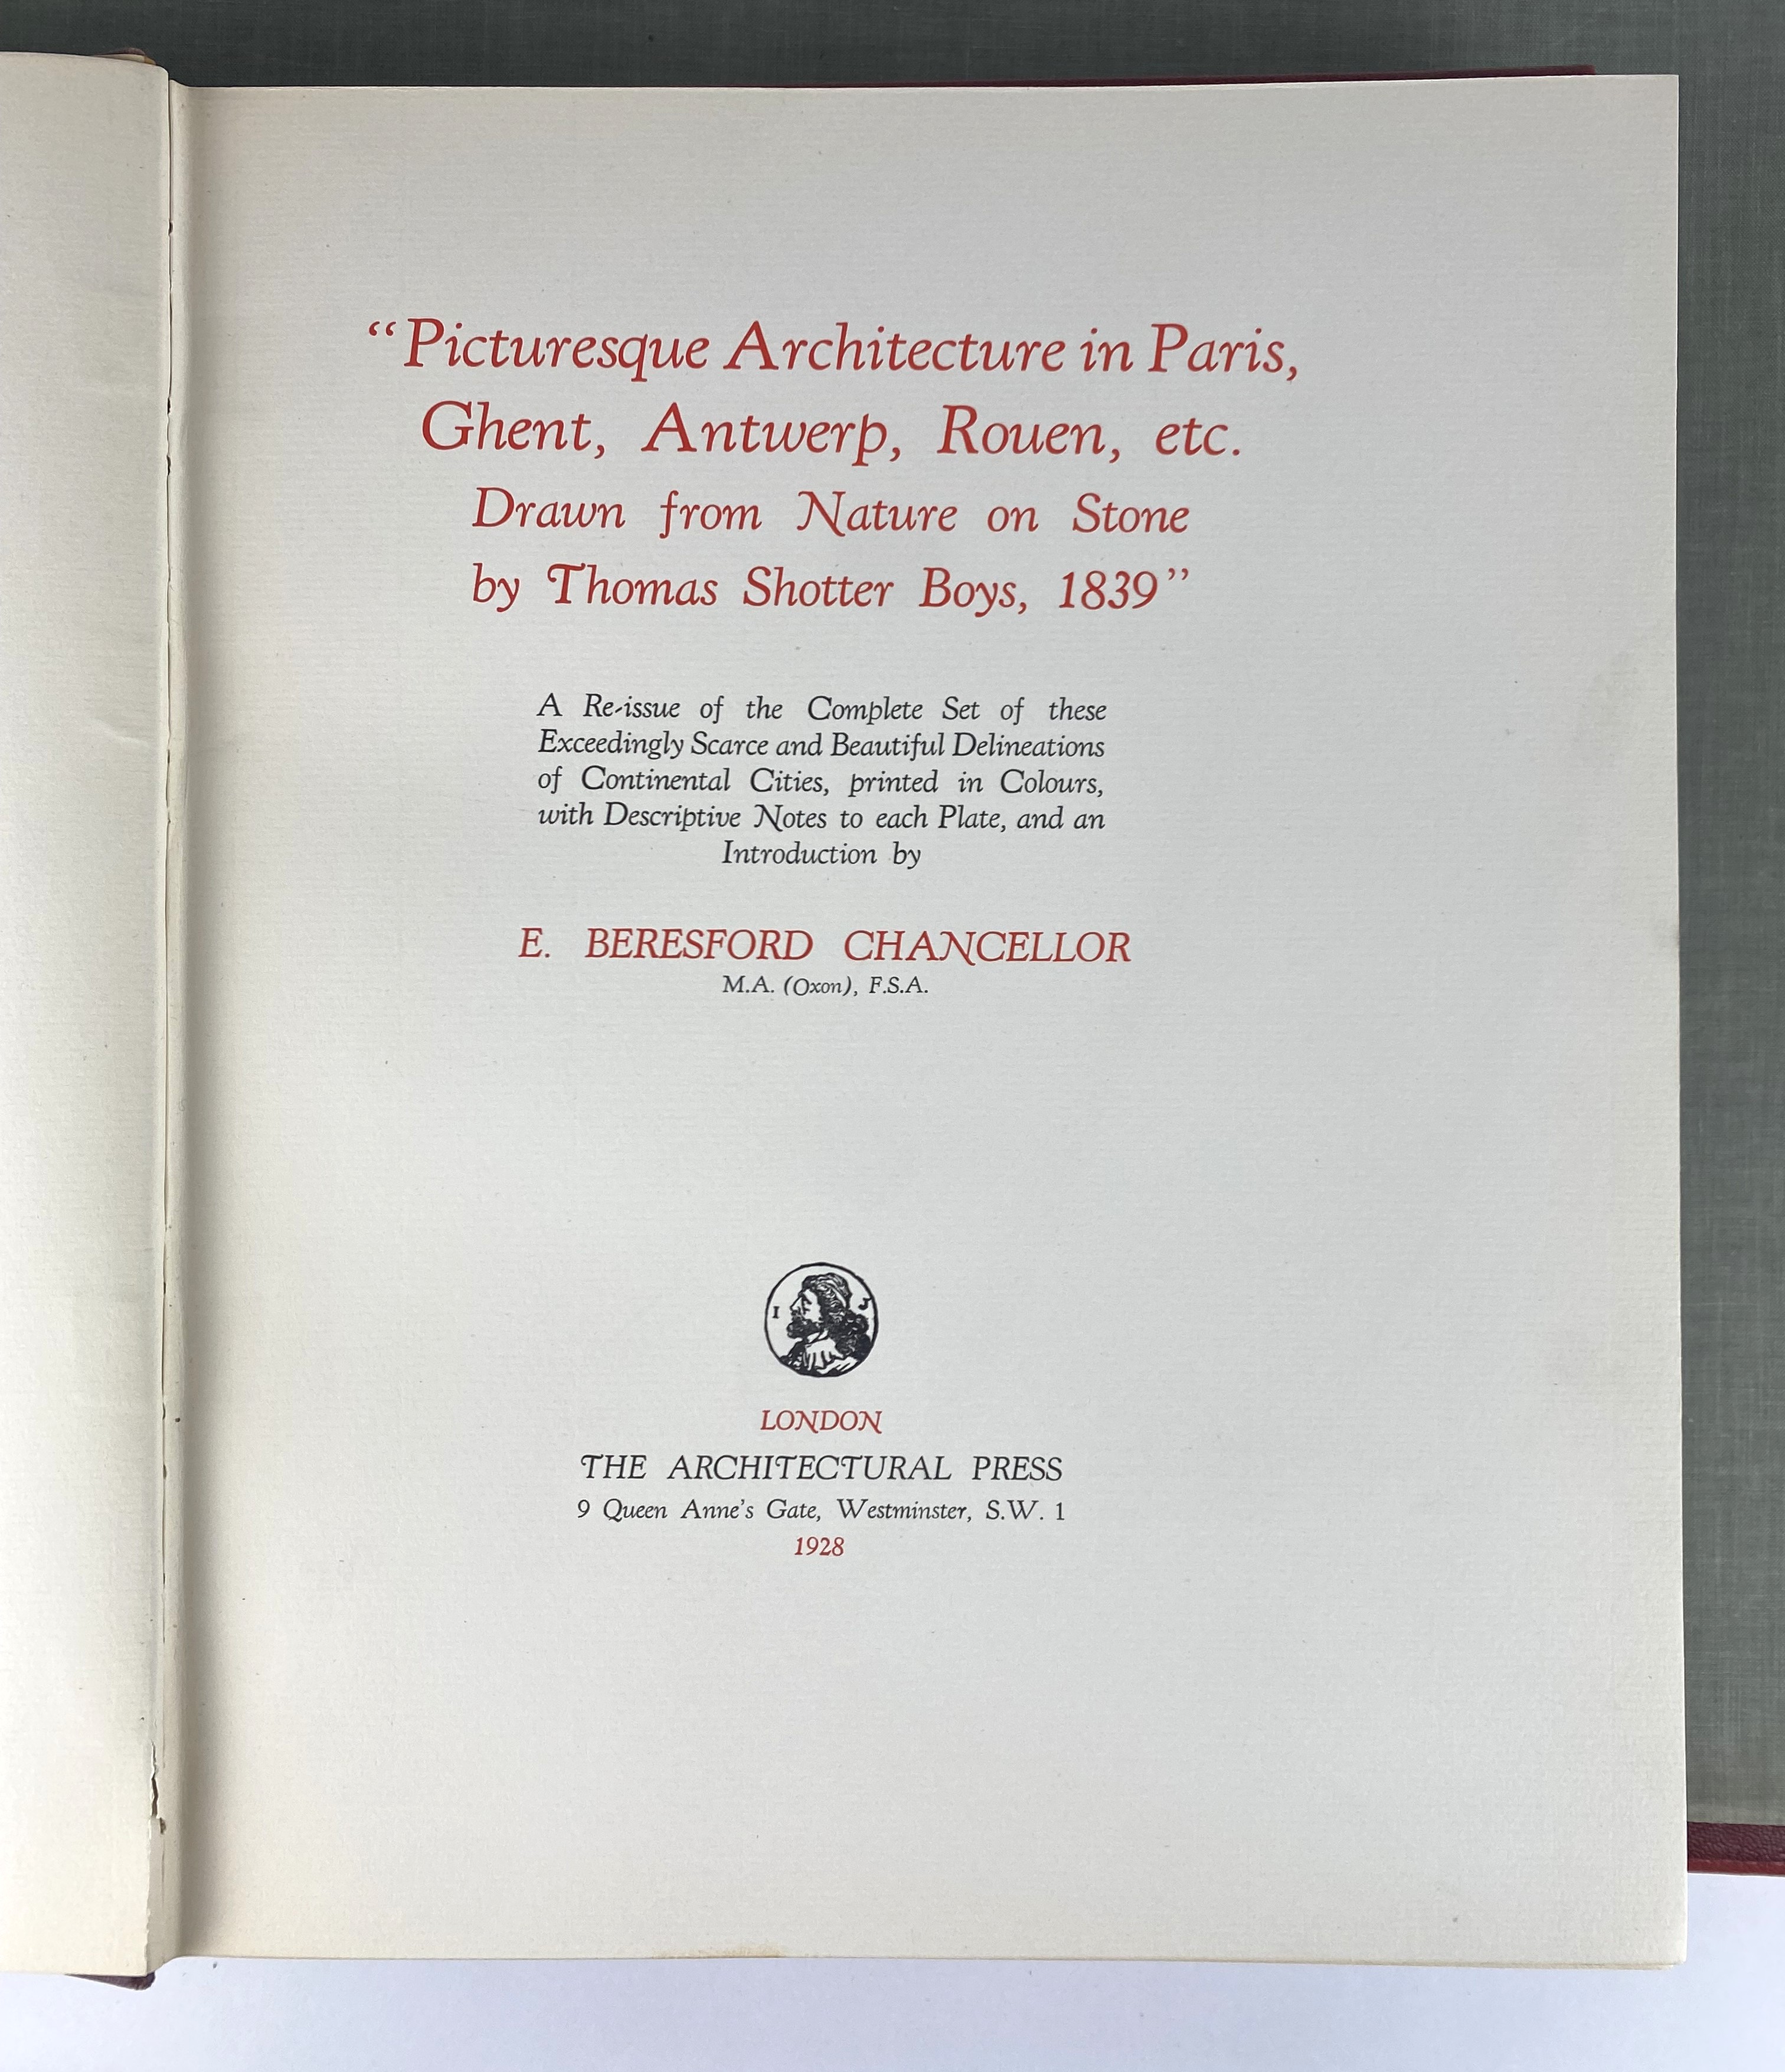 “Picturesque Architecture in Paris,
Ghent, Antwerp, Rouen, etc.
Drawn from Nature on Stone
by Thomas Shotter Boys, 1839”
A Re-issue of the Complete Set of these
Exceedingly Scarce and Beautiful Delineations
of Continental Cities, printed in Colours,
with Descriptive Notes to each Plate, and an
Introduction by
E. BERESFORD CHANCELLOR
M.A. (Oxon), F.S.A.
I J
LONDON
THE ARCHITECTURAL PRESS
9 Queen Anne's Gate, Westminster, S.W. 1
1928